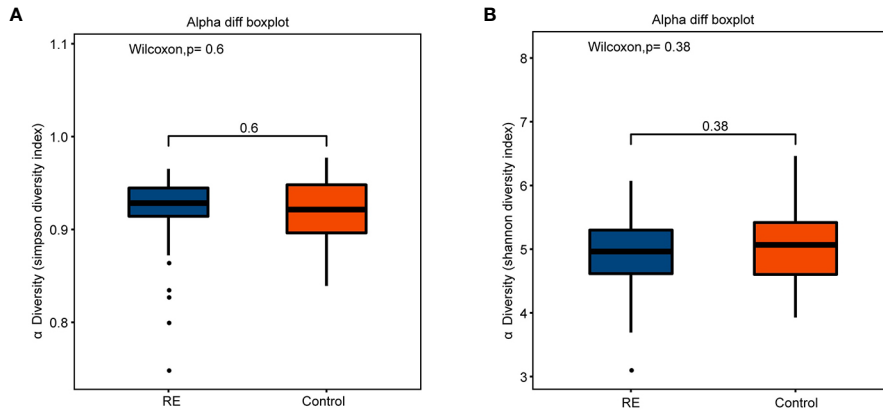 A
Alpha diff boxplot
Wilcoxon,p= 0.6
0.6
1.1
1.0
0.9
0.8
α Diversity (simpson diversity index)
RE
Control
B
Alpha diff boxplot
Wilcoxon,p= 0.38
0.38
8
7
6
5
4
3
α Diversity (shannon diversity index)
RE
Control